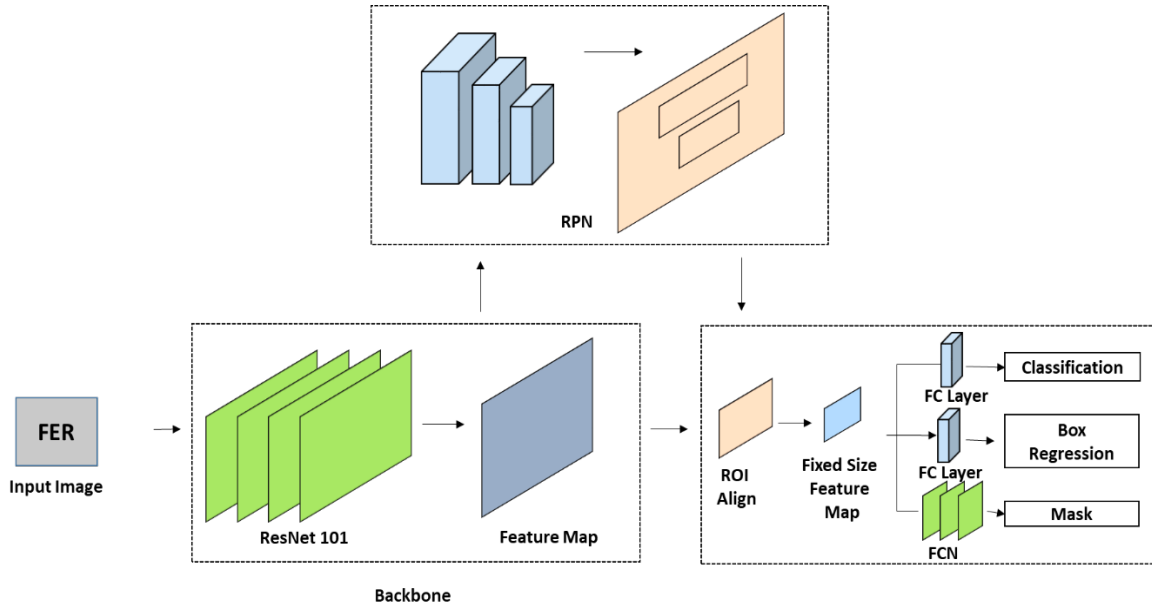 RPN
FER
Input Image
ResNet 101
Feature Map
Backbone
ROI
Align
Fixed Size
Feature
Map
FC Layer
Classification
FC Layer
Box
Regression
FCN
Mask